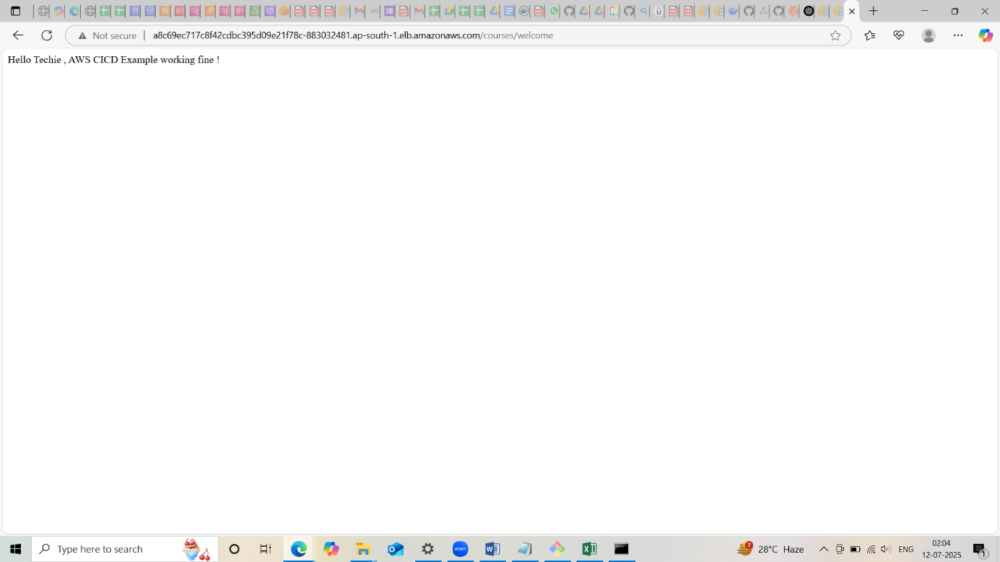 Not secure
a8c69ec717c8f42cdbc395d09e21f78c-883032481.ap-south-1.elb.amazonaws.com/courses/welcome
Hello Techie , AWS CICD Example working fine !
Type here to search
zoom
7
28°C Haze
ENG
02:04
12-07-2025
1